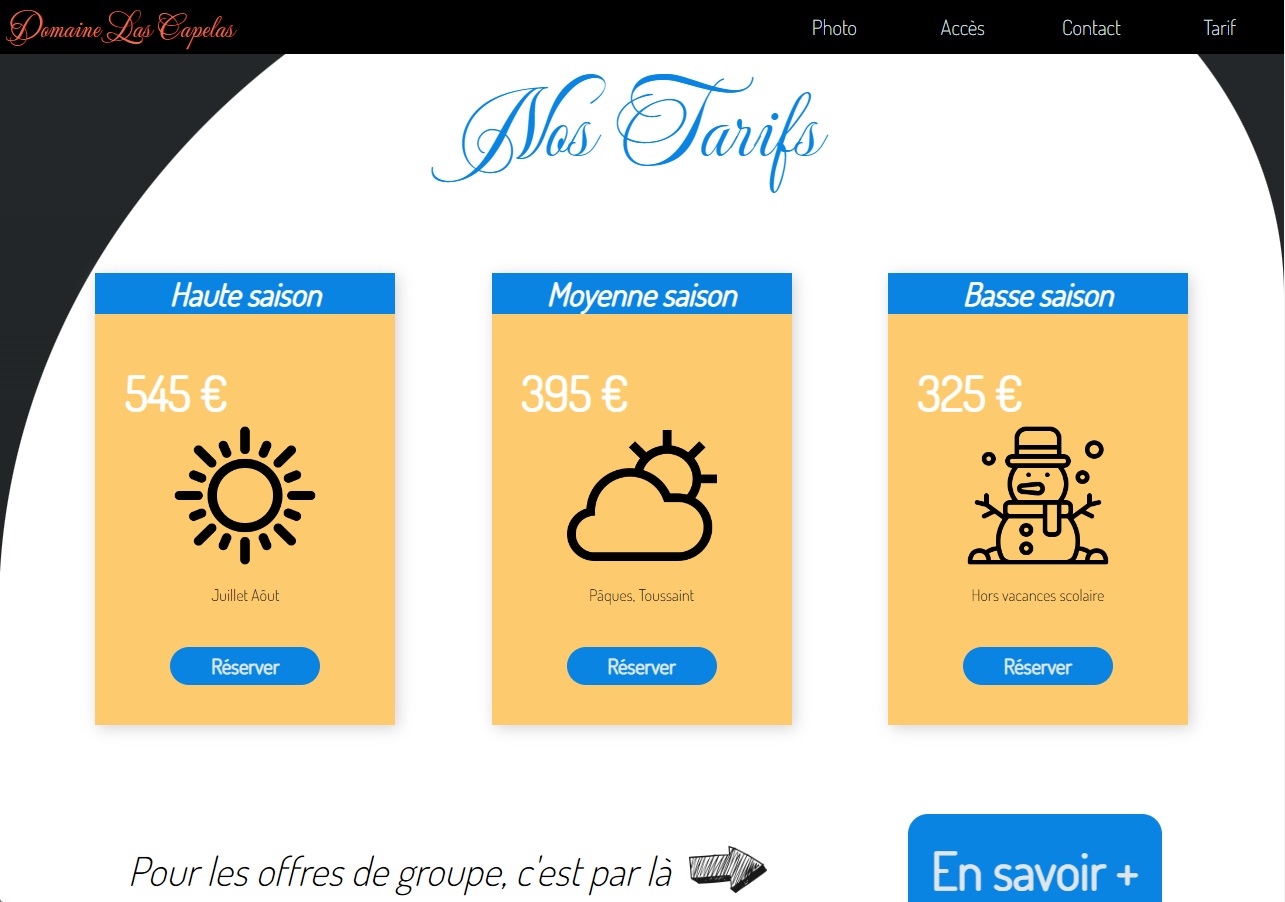 Domaine Las Capelas
Photo
Accès
Contact
Tarif
Nos Tarifs
Haute saison
545 €
Juillet Aôut
Réserver
Moyenne saison
395 €
Pâques, Toussaint
Réserver
Basse saison
325 €
Hors vacances scolaire
Réserver
Pour les offres de groupe, c'est par là
En savoir +